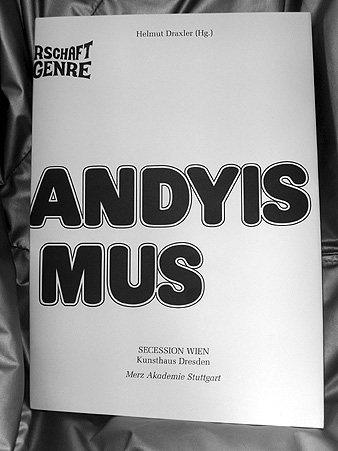 Helmut Draxler (Hg.)
RSCHAFT
GENRE
ANDYIS
MUS
SECESSION WIEN
Kunsthaus Dresden
Merz Akademie Stuttgart